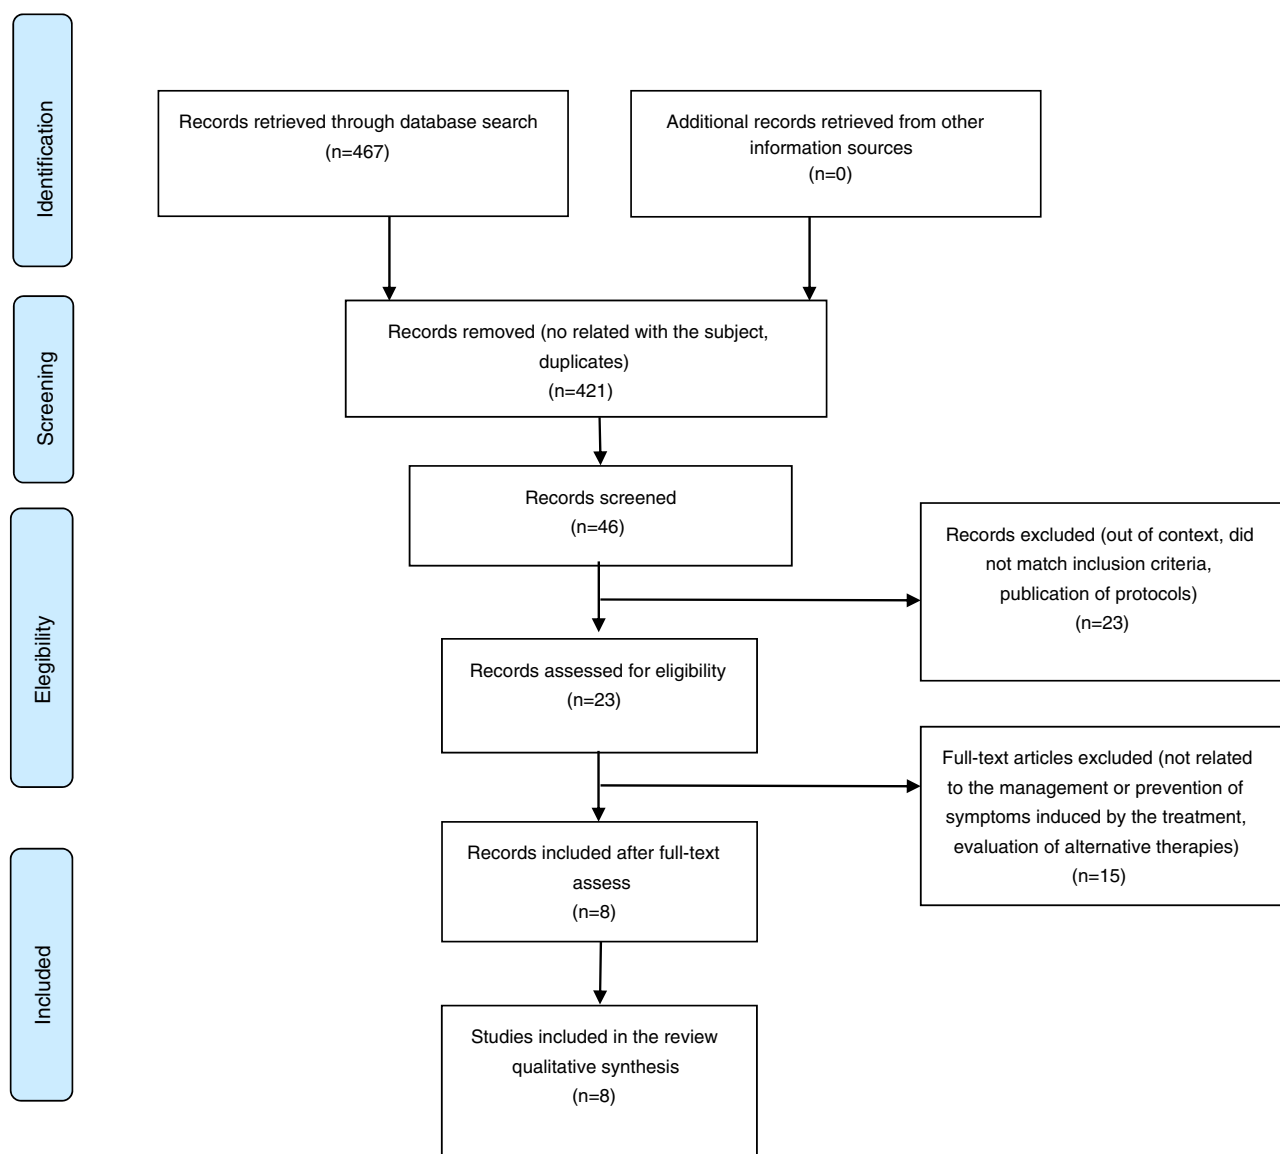 Identification
Records retrieved through database search
(n=467)
Additional records retrieved from other
information sources
(n=0)
Screening
Records removed (no related with the subject,
duplicates)
(n=421)
Records screened
(n=46)
Elegibility
Records excluded (out of context, did
not match inclusion criteria,
publication of protocols)
(n=23)
Records assessed for eligibility
(n=23)
Full-text articles excluded (not related
to the management or prevention of
symptoms induced by the treatment,
evaluation of alternative therapies)
(n=15)
Included
Records included after full-text
assess
(n=8)
Studies included in the review
qualitative synthesis
(n=8)